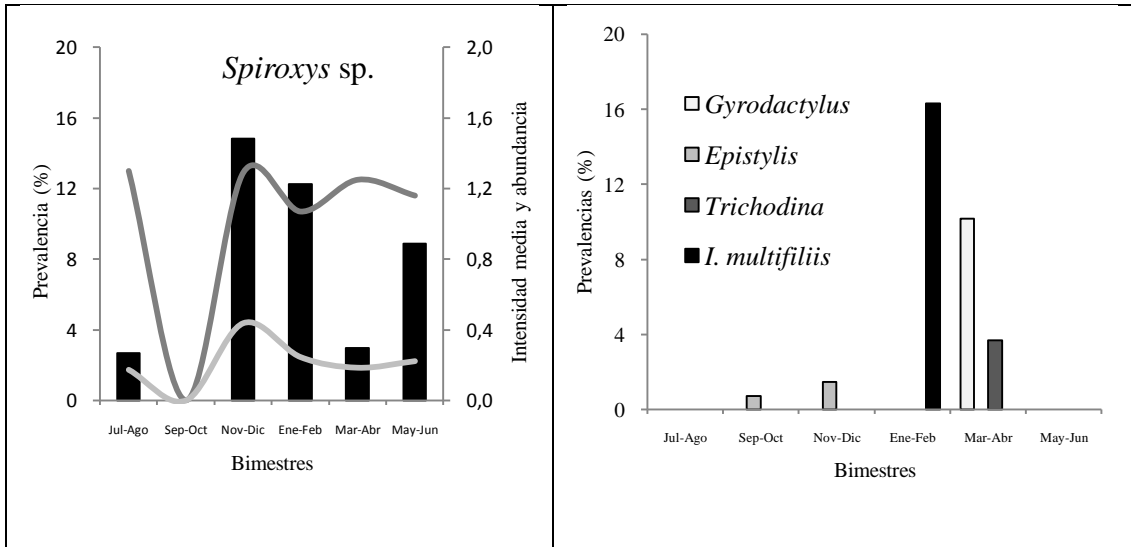 Spiroxys sp.
Prevalencia (%)
20
16
12
8
4
0
2,0
1,6
1,2
0,8
0,4
0,0
Intensidad media y abundancia
Jul-Ago Sep-Oct Nov-Dic Ene-Feb Mar-Abr May-Jun
Bimestres
Prevalencias (%)
20
16
12
8
4
0
Gyrodactylus
Epistylis
Trichodina
I. multifiliis
Jul-Ago Sep-Oct Nov-Dic Ene-Feb Mar-Abr May-Jun
Bimestres